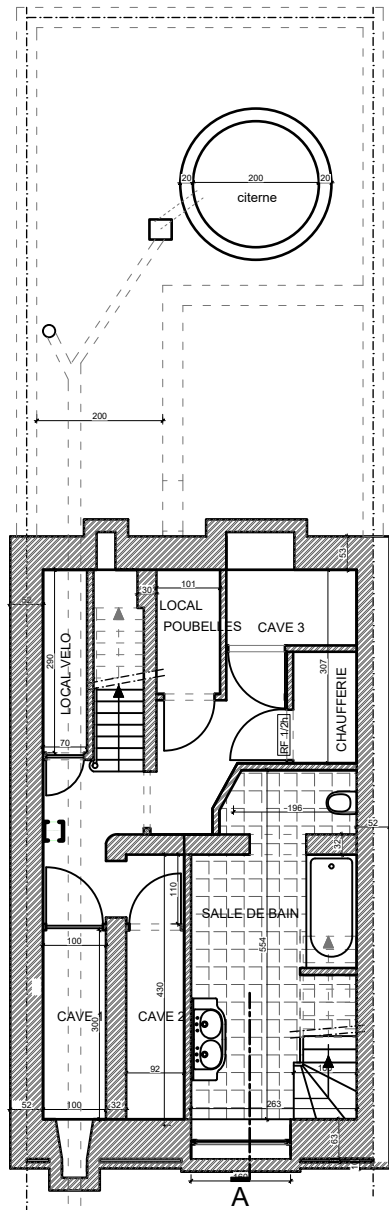 20
200
20
citerne
200
53
52
30
101
LOCAL
POUBELLES
CAVE 3
290
LOCAL VELO
307
CHAUFFERIE
RF 1/2h
70
196
52
32
110
SALLE DE BAIN
554
100
430
CAVE 1
300
CAVE 2
92
52
100
32
263
63
160
A